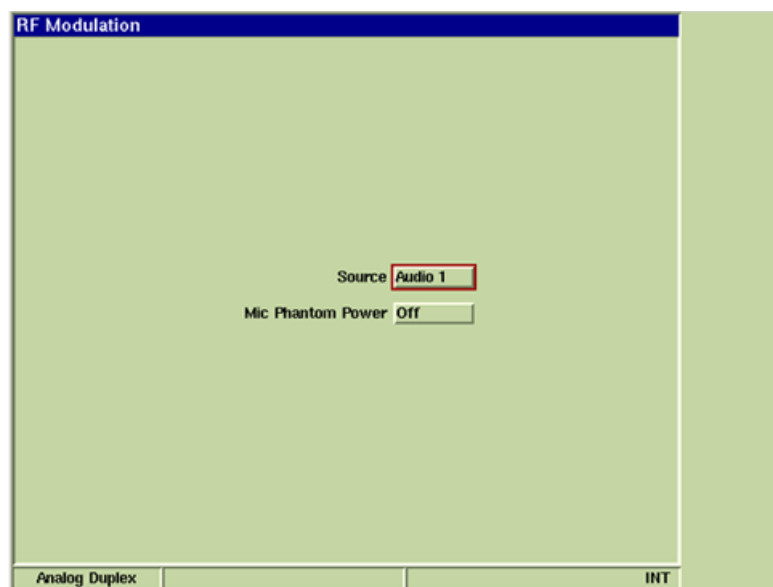 RF Modulation
Source Audio 1
Mic Phantom Power Off
Analog Duplex INT